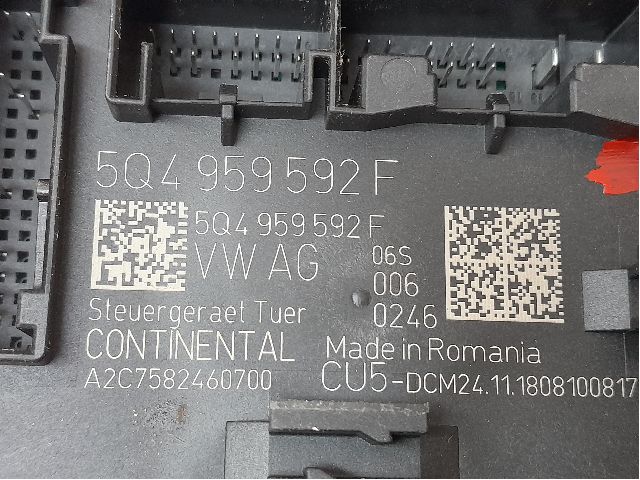 5Q4 959 592 F
5Q4 959 592 F
VW AG
06S
006
0246
Steuergeraet Tuer
CONTINENTAL
Made in Romania
A2C7582460700
CU5-DCM24.11.1808100817